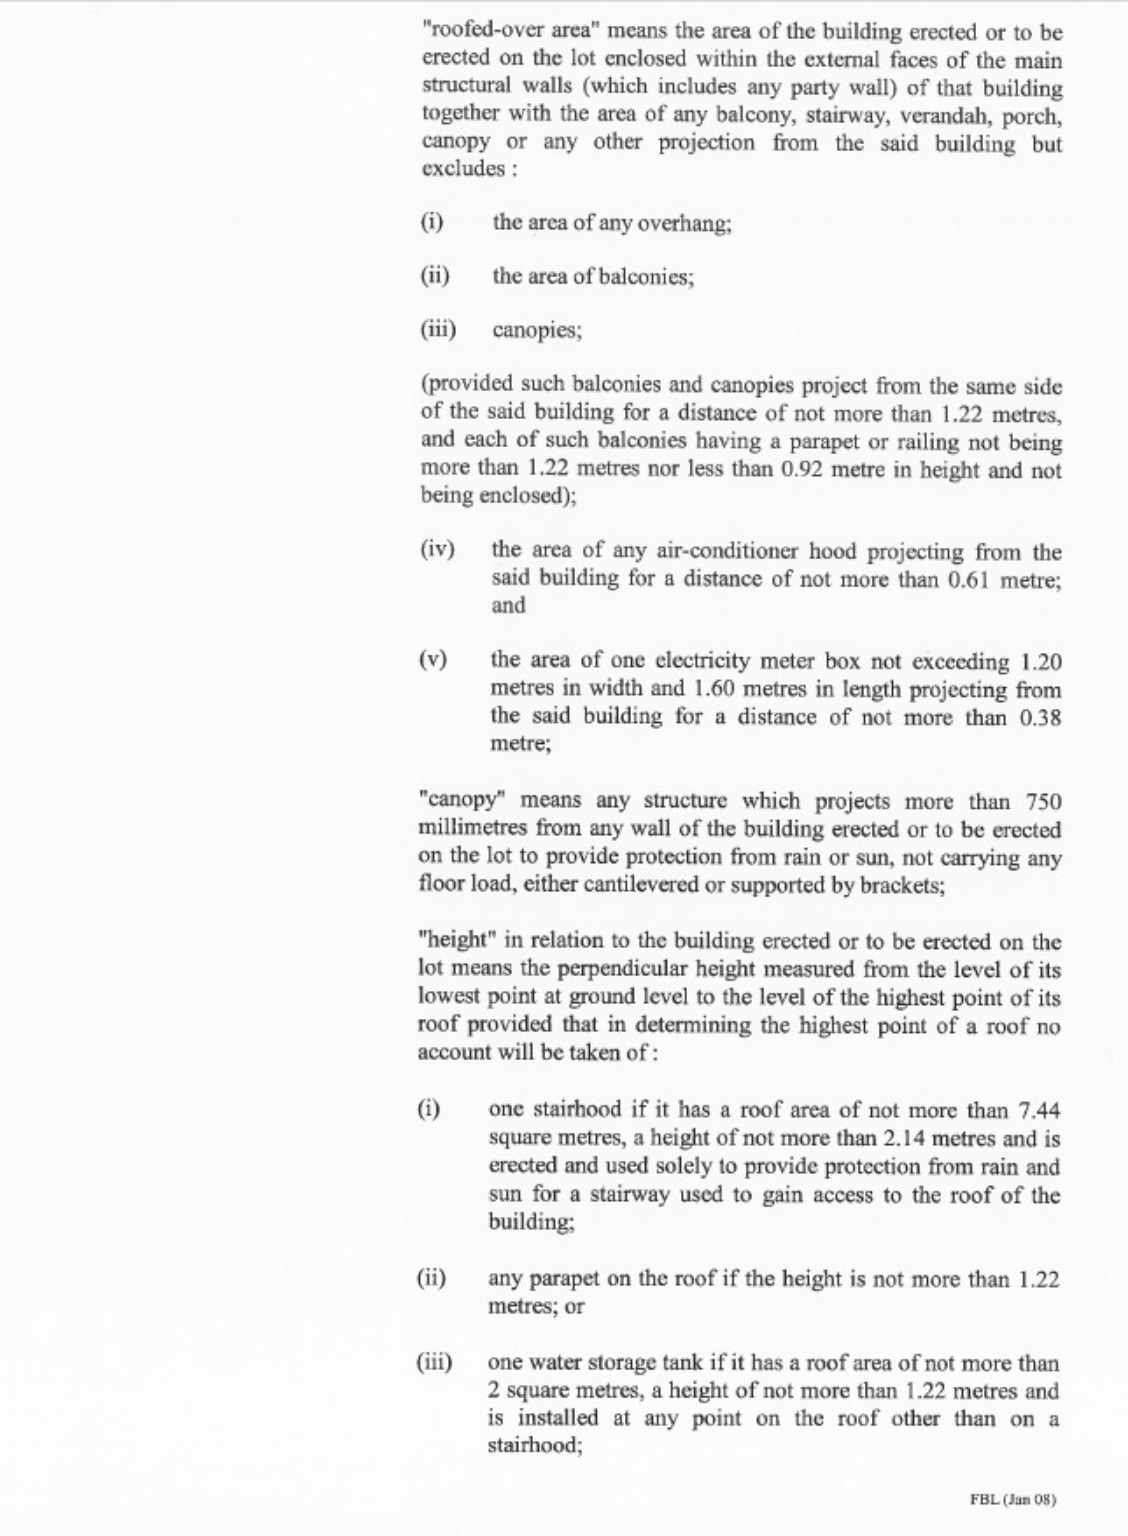 "roofed-over area" means the area of the building erected or to be
erected on the lot enclosed within the external faces of the main
structural walls (which includes any party wall) of that building
together with the area of any balcony, stairway, verandah, porch,
canopy or any other projection from the said building but
excludes :
(i) the area of any overhang;
(ii) the area of balconies;
(iii) canopies;
(provided such balconies and canopies project from the same side
of the said building for a distance of not more than 1.22 metres,
and each of such balconies having a parapet or railing not being
more than 1.22 metres nor less than 0.92 metre in height and not
being enclosed);
(iv) the area of any air-conditioner hood projecting from the
said building for a distance of not more than 0.61 metre;
and
(v) the area of one electricity meter box not exceeding 1.20
metres in width and 1.60 metres in length projecting from
the said building for a distance of not more than 0.38
metre;
"canopy" means any structure which projects more than 750
millimetres from any wall of the building erected or to be erected
on the lot to provide protection from rain or sun, not carrying any
floor load, either cantilevered or supported by brackets;
"height" in relation to the building erected or to be erected on the
lot means the perpendicular height measured from the level of its
lowest point at ground level to the level of the highest point of its
roof provided that in determining the highest point of a roof no
account will be taken of :
(i) one stairhood if it has a roof area of not more than 7.44
square metres, a height of not more than 2.14 metres and is
erected and used solely to provide protection from rain and
sun for a stairway used to gain access to the roof of the
building;
(ii) any parapet on the roof if the height is not more than 1.22
metres; or
(iii) one water storage tank if it has a roof area of not more than
2 square metres, a height of not more than 1.22 metres and
is installed at any point on the roof other than on a
stairhood;
FBL (Jan 08)